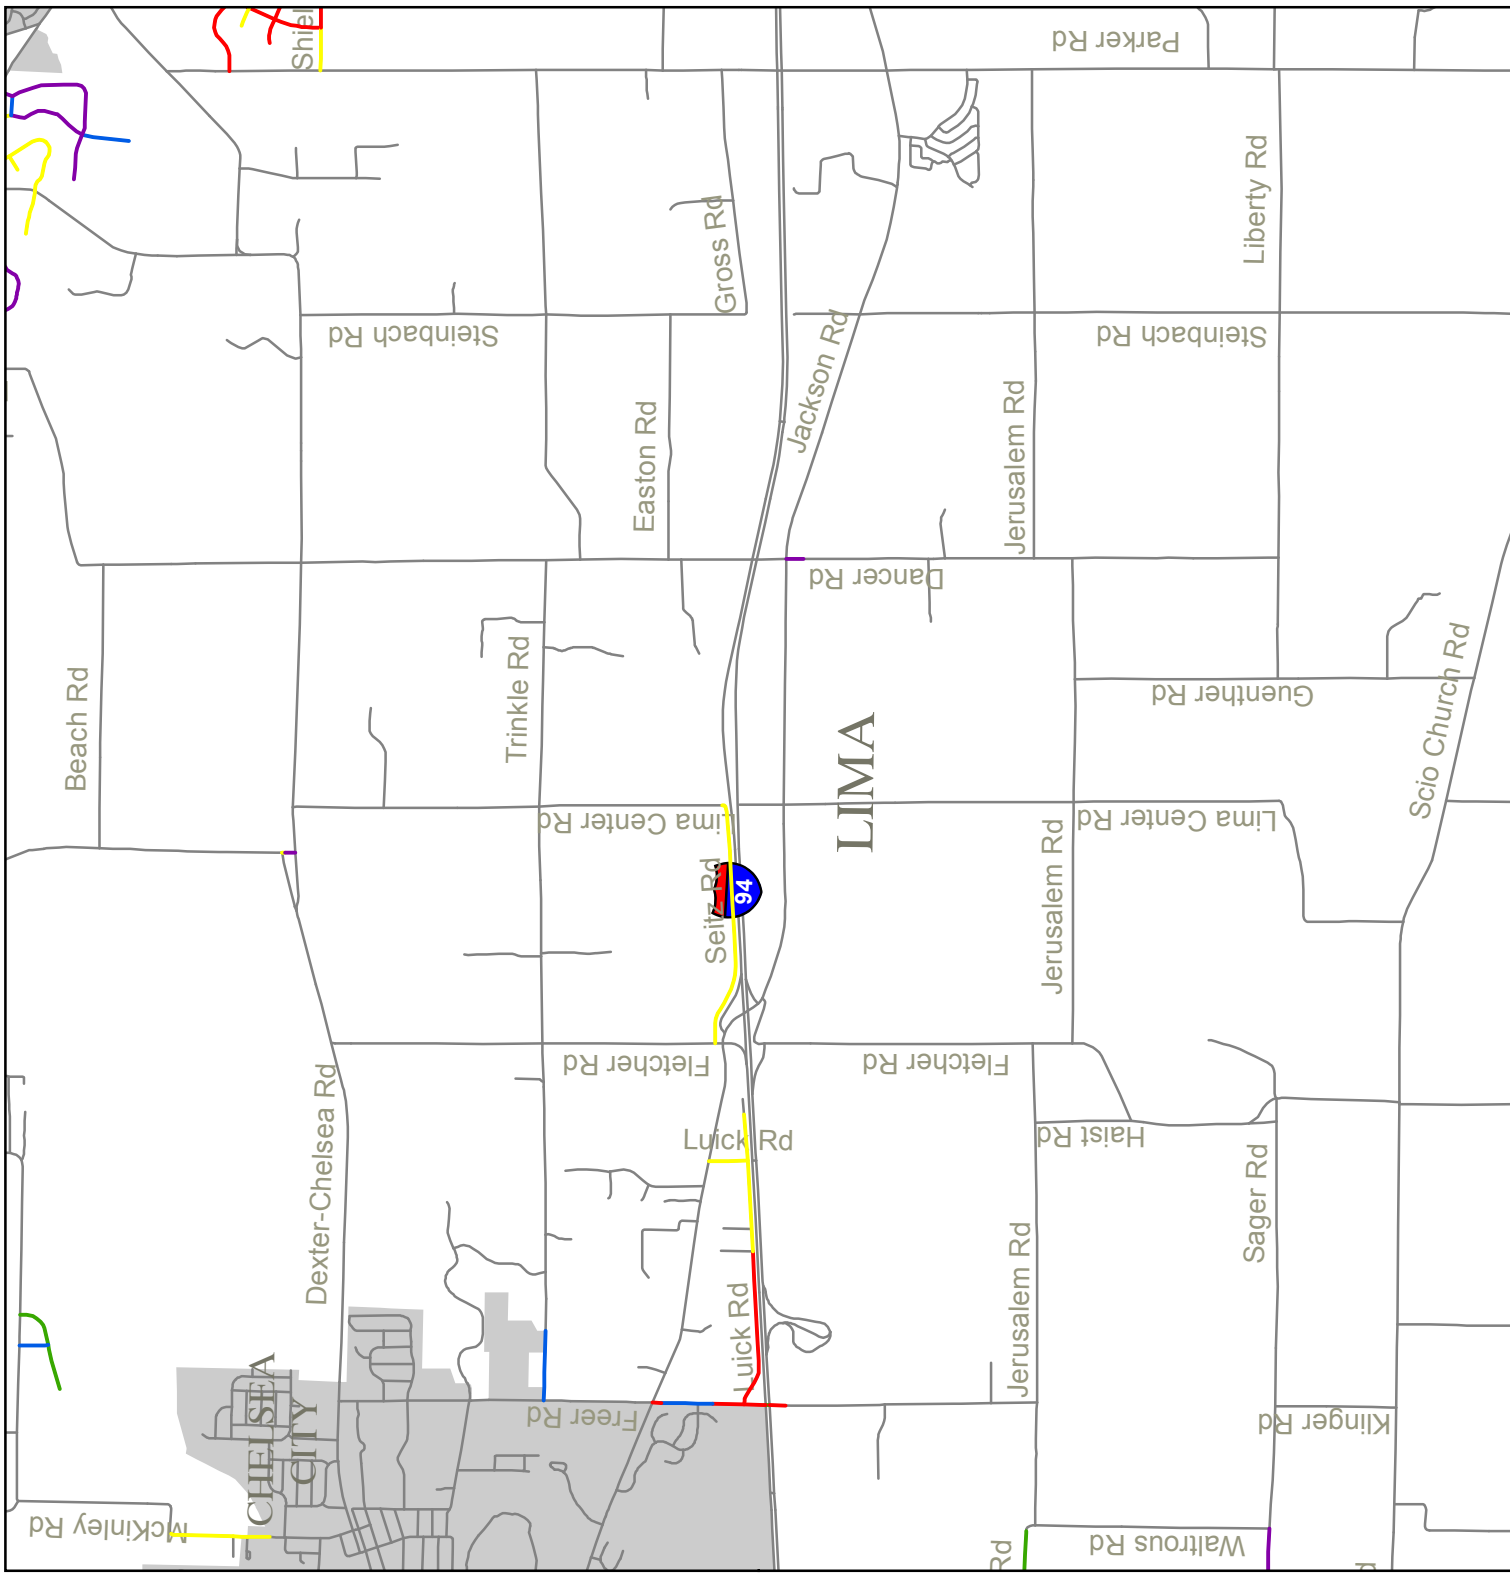 Shiel
Parker Rd
Liberty Rd
Gross Rd
Steinbach Rd
Jackson Rd
Steinbach Rd
Easton Rd
Jerusalem Rd
Dancer Rd
Beach Rd
Trinkle Rd
Guenther Rd
Scio Church Rd
LIMA
Lima Center Rd
Lima Center Rd
Seitz Rd
94
Jerusalem Rd
Fletcher Rd
Fletcher Rd
Dexter-Chelsea Rd
Luick Rd
Haist Rd
Sager Rd
Luick Rd
Jerusalem Rd
CHELSEA
CITY
Freer Rd
Klinger Rd
McKinley Rd
Rd
Waltrous Rd
d